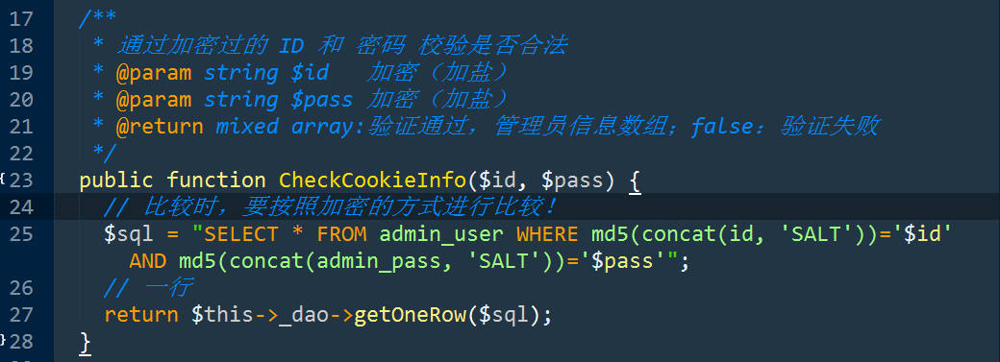 17 /**
18 * 通过加密过的 ID 和 密码 校验是否合法
19 * @param string $id 加密（加盐）
20 * @param string $pass 加密（加盐）
21 * @return mixed array:验证通过，管理员信息数组；false：验证失败
22 */
23 public function CheckCookieInfo($id, $pass) {
24 // 比较时，要按照加密的方式进行比较！
25 $sql = "SELECT * FROM admin_user WHERE md5(concat(id, 'SALT'))='$id'
AND md5(concat(admin_pass, 'SALT'))='$pass'";
26 // 一行
27 return $this->_dao->getOneRow($sql);
28 }